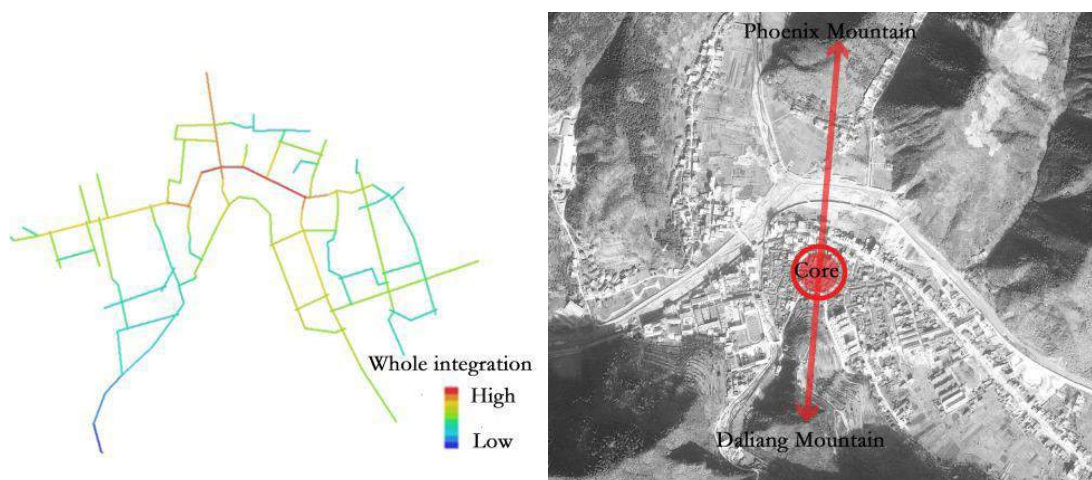 Whole integration
High
Low
Phoenix Mountain
Core
Daliang Mountain